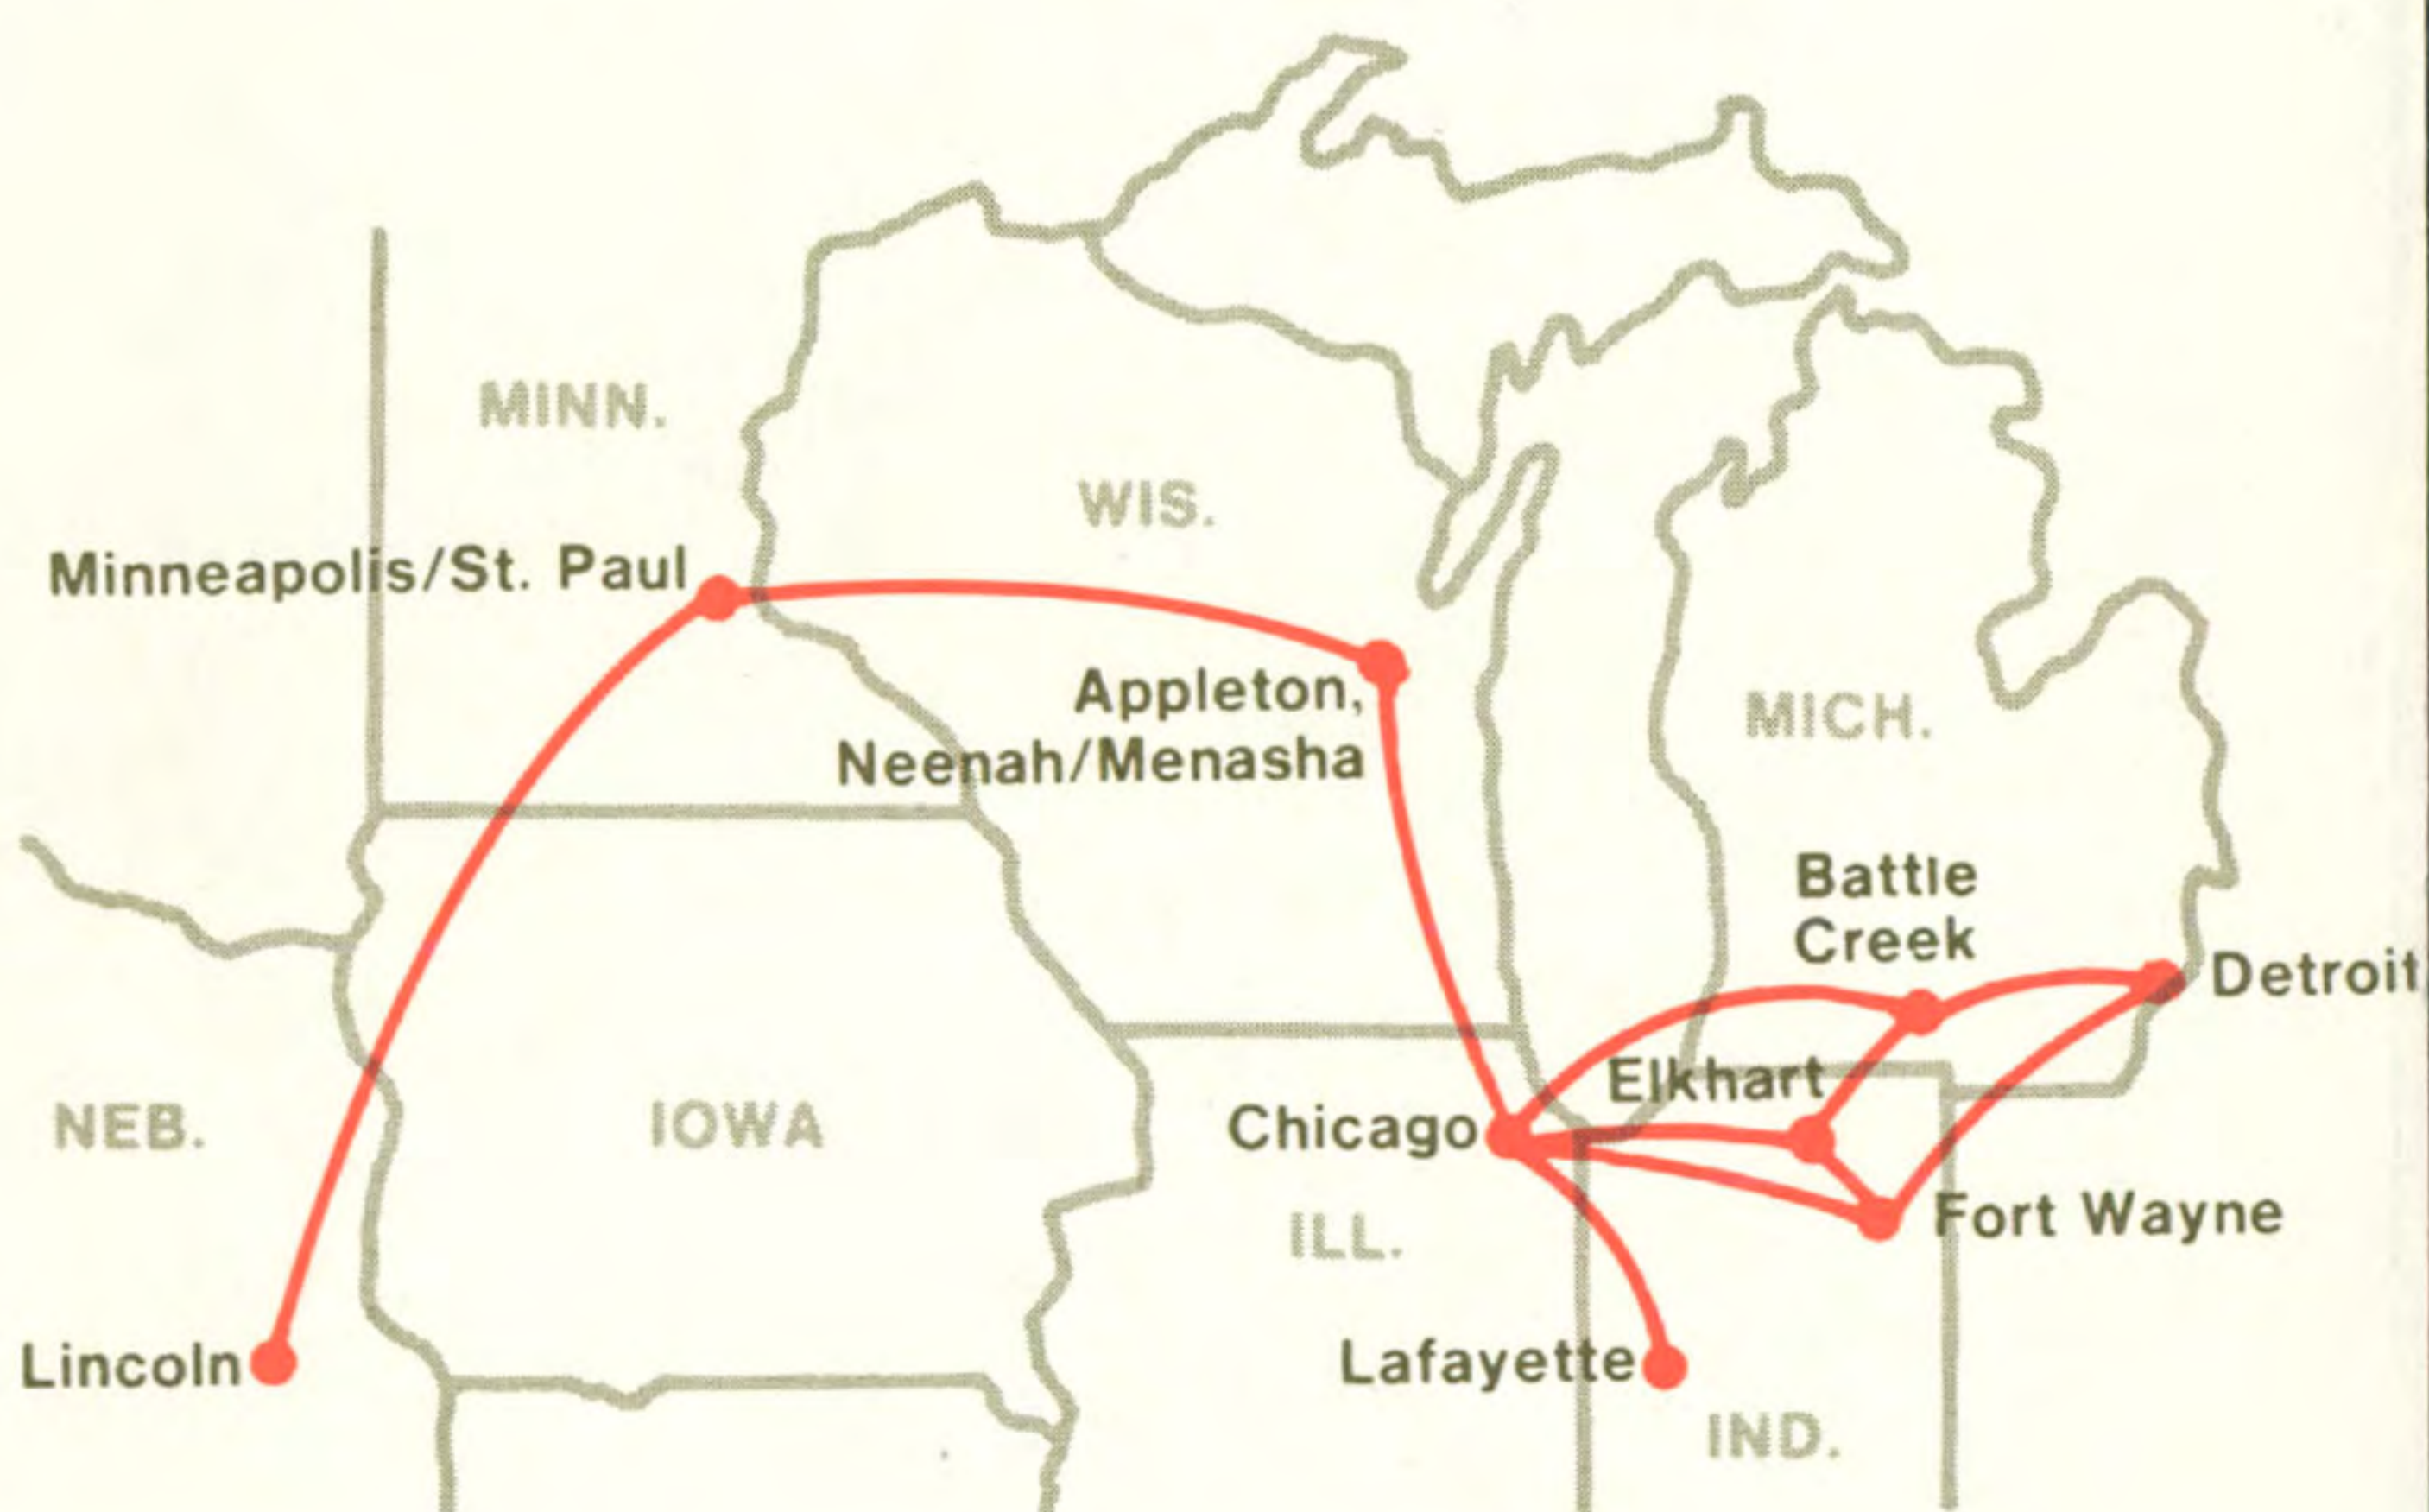 MINN.
WIS.
Minneapolis/St. Paul
Appleton,
Neenah/Menasha
MICH.
Battle
Creek
Detroit
Elkhart
NEB.
IOWA
Chicago
ILL.
Fort Wayne
Lincoln
Lafayette
IND.